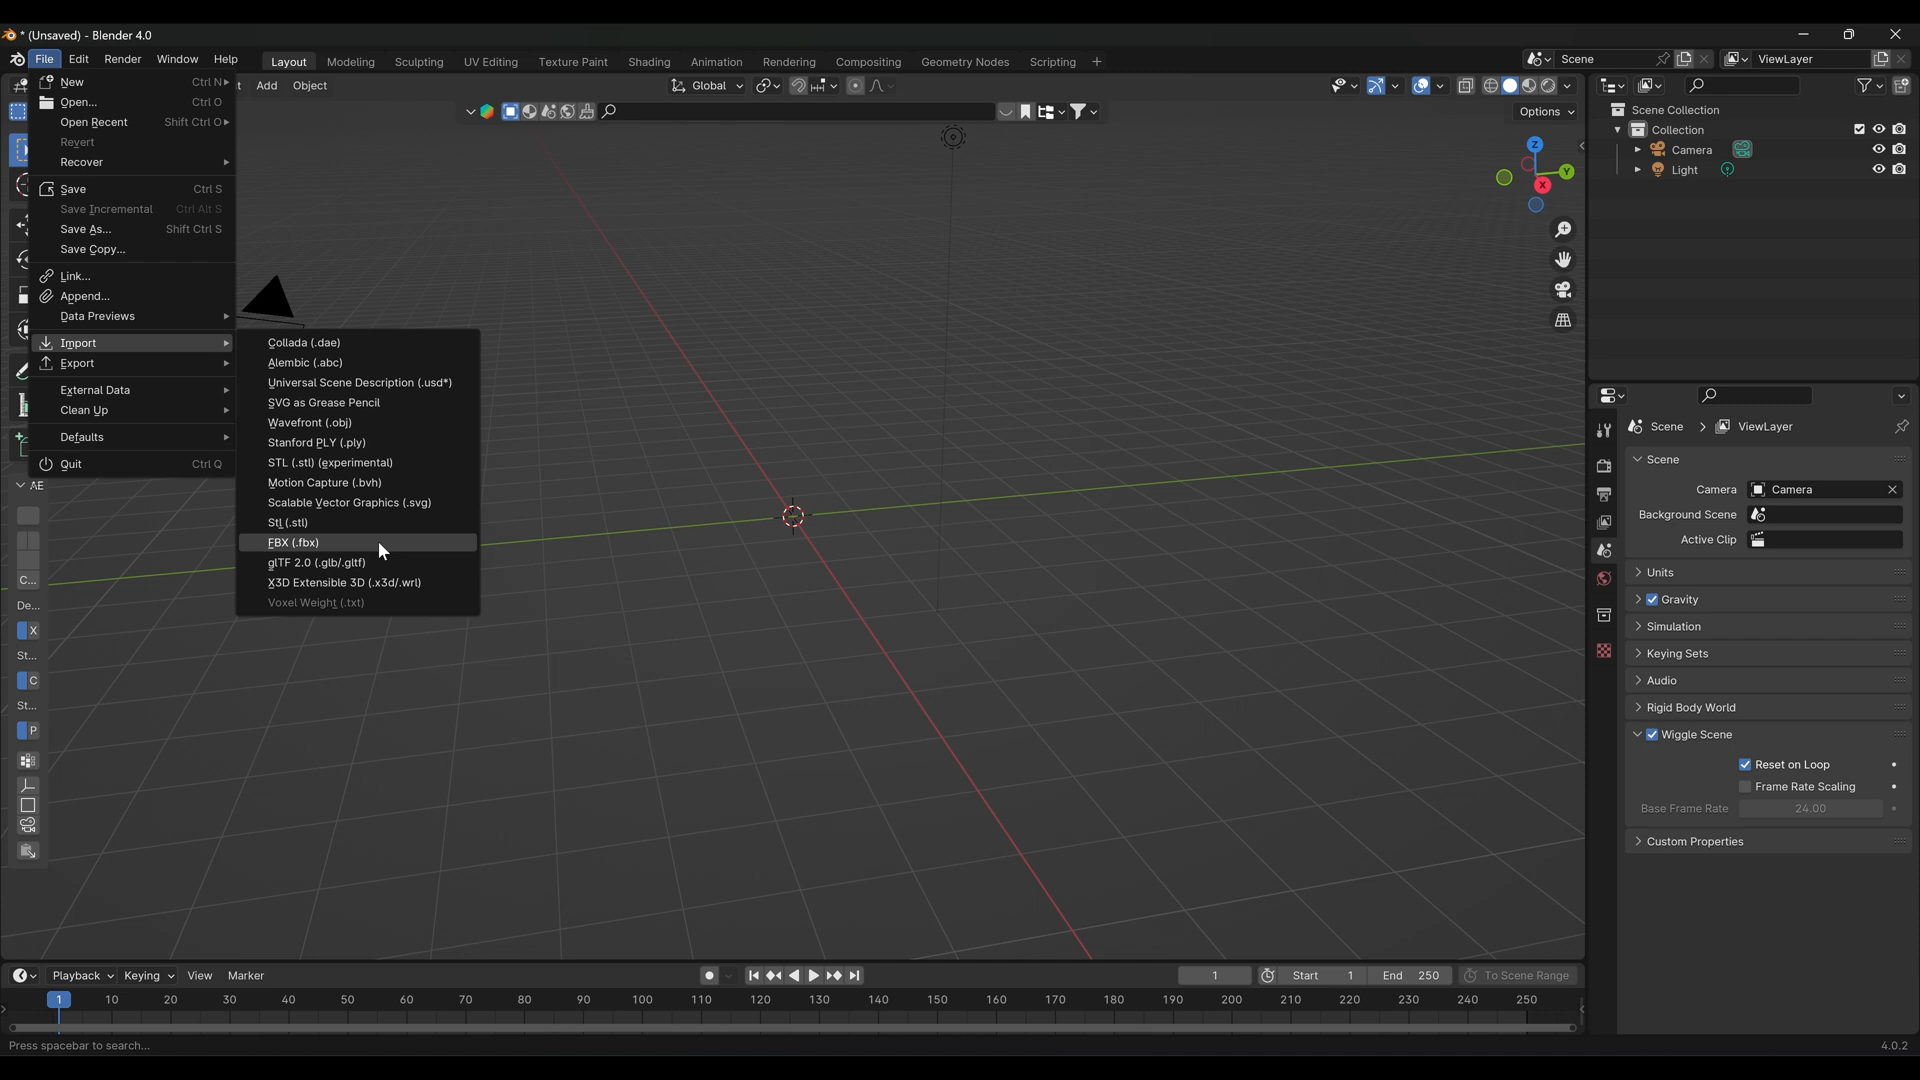 * (Unsaved) - Blender 4.0
File Edit Render Window Help Layout Modeling Sculpting UV Editing Texture Paint Shading Animation Rendering Compositing Geometry Nodes Scripting + Scene ViewLayer
New Ctrl N
Open... Ctrl O
Open Recent Shift Ctrl O
Revert
Recover
Save Ctrl S
Save Incremental Ctrl Alt S
Save As... Shift Ctrl S
Save Copy...
Link...
Append...
Data Previews
Import
Export
External Data
Clean Up
Defaults
Quit Ctrl Q
Collada (.dae)
Alembic (.abc)
Universal Scene Description (.usd*)
SVG as Grease Pencil
Wavefront (.obj)
Stanford PLY (.ply)
STL (.stl) (experimental)
Motion Capture (.bvh)
Scalable Vector Graphics (.svg)
Stl (.stl)
FBX (.fbx)
glTF 2.0 (.glb/.gltf)
X3D Extensible 3D (.x3d/.wrl)
Voxel Weight (.txt)
t Add Object Global
Options
Z
Y
X
AE
C...
De...
X
St...
C
St...
P
Scene Collection
Collection
Camera
Light
Scene > ViewLayer
Scene
Camera Camera
Background Scene
Active Clip
Units
Gravity
Simulation
Keying Sets
Audio
Rigid Body World
Wiggle Scene
Reset on Loop
Frame Rate Scaling
Base Frame Rate 24.00
Custom Properties
Playback Keying View Marker 1 Start 1 End 250 To Scene Range
1 10 20 30 40 50 60 70 80 90 100 110 120 130 140 150 160 170 180 190 200 210 220 230 240 250
Press spacebar to search... 4.0.2